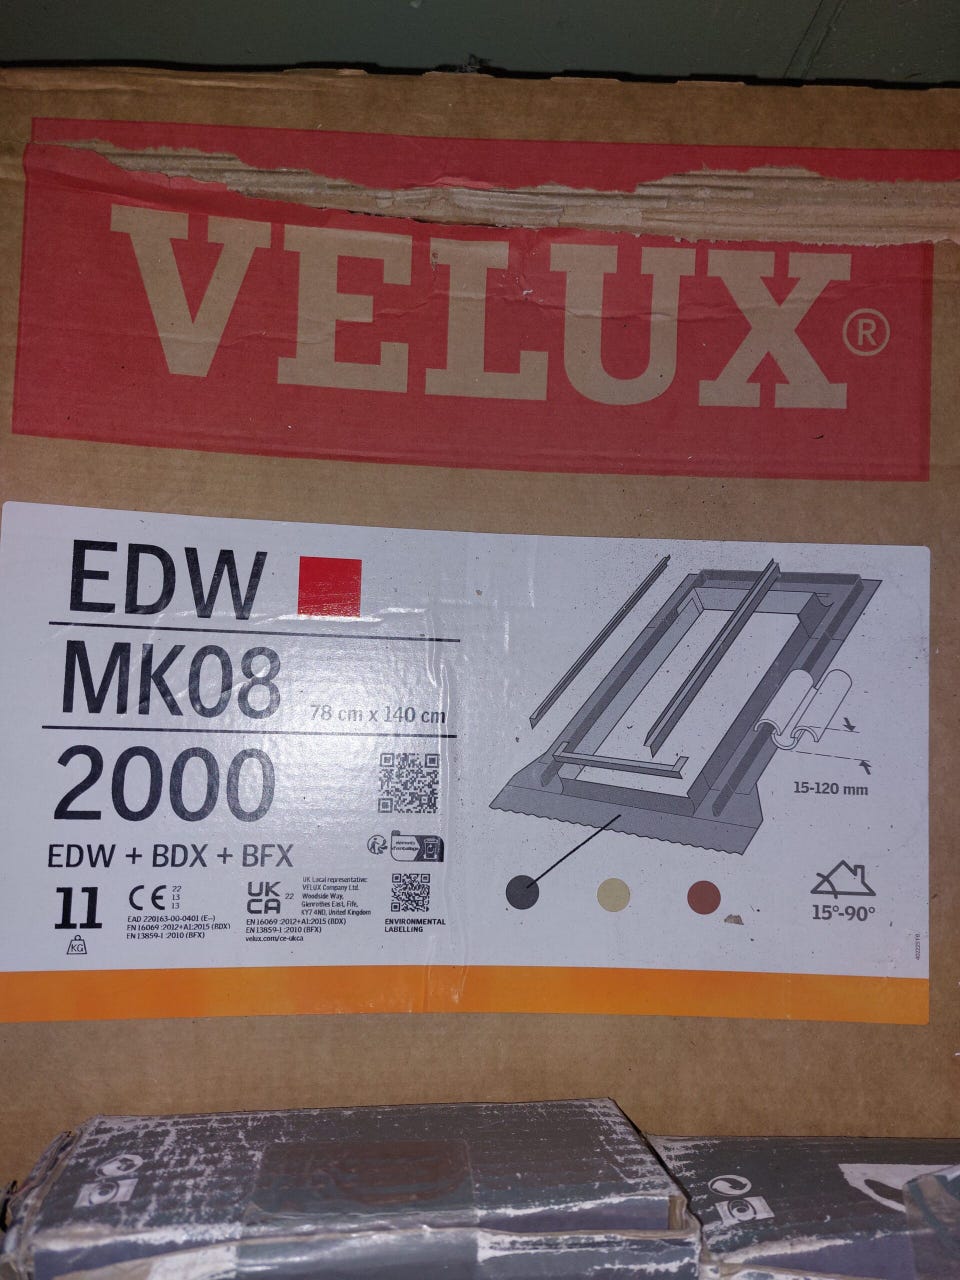 VELUX®
EDW
MK08 78 cm x 140 cm
2000
EDW + BDX + BFX
11
KG
CE 22
13
13
EAD 220163-00-0401 (E--)
EN 16069 :2012+A1:2015 (BDX)
EN 13859-1 :2010 (BFX)
UK
CA 22
UK Local representative:
VELUX Company Ltd.
Woodside Way,
Glenrothes East, Fife,
KY7 4ND, United Kingdom
EN 16069 :2012+A1:2015 (BDX)
EN 13859-1 :2010 (BFX)
velux.com/ce-ukca
ENVIRONMENTAL
LABELLING
15-120 mm
15°-90°